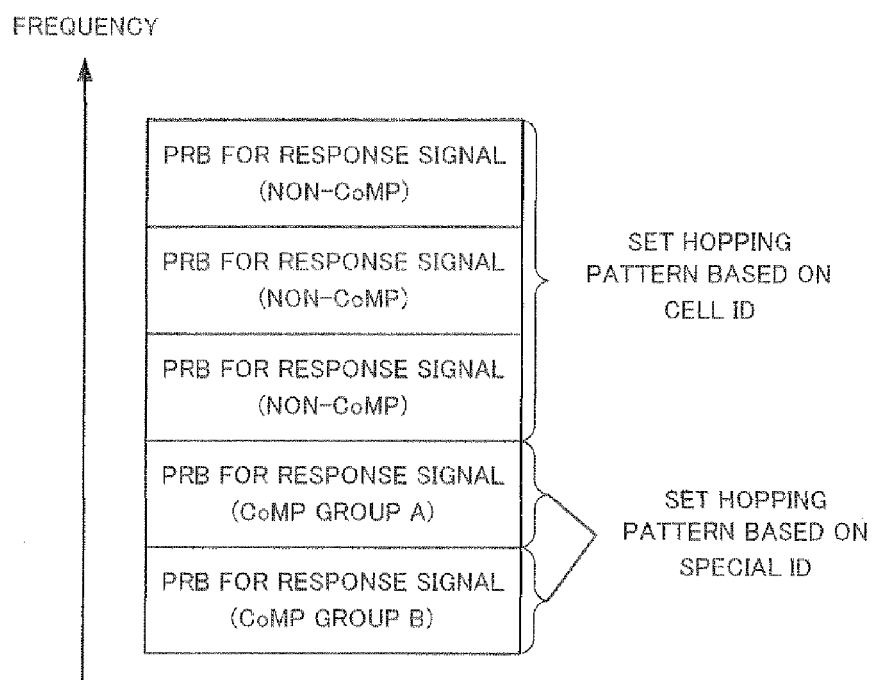 FREQUENCY
PRB FOR RESPONSE SIGNAL
(NON-CoMP)
PRB FOR RESPONSE SIGNAL
(NON-CoMP)
PRB FOR RESPONSE SIGNAL
(NON-CoMP)
SET HOPPING
PATTERN BASED ON
CELL ID
PRB FOR RESPONSE SIGNAL
(CoMP GROUP A)
PRB FOR RESPONSE SIGNAL
(CoMP GROUP B)
SET HOPPING
PATTERN BASED ON
SPECIAL ID